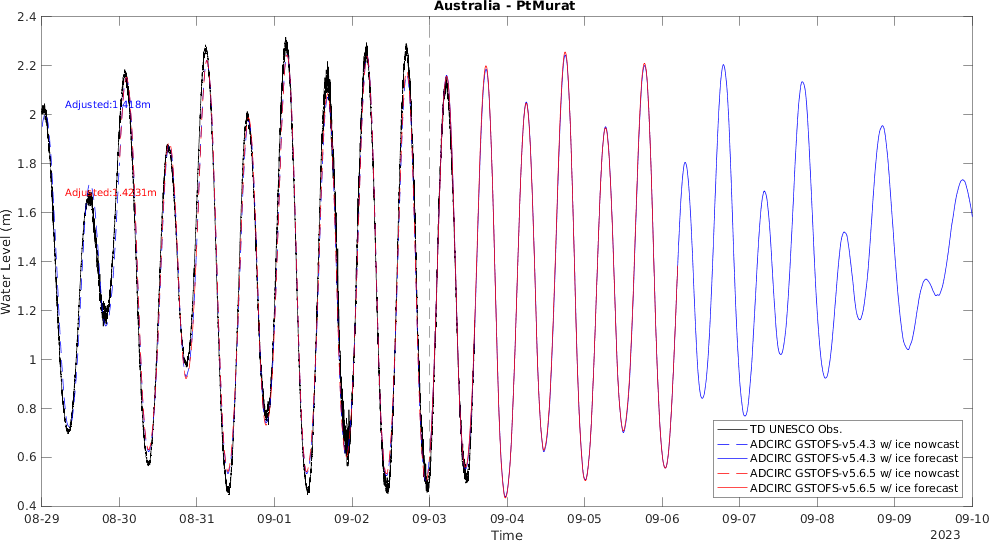 Australia - PtMurat
2.4
2.2
2
1.8
1.6
1.4
1.2
1
0.8
0.6
0.4
Water Level (m)
Adjusted:1.418m
Adjusted:1.4231m
TD UNESCO Obs.
ADCIRC GSTOFS-v5.4.3 w/ ice nowcast
ADCIRC GSTOFS-v5.4.3 w/ ice forecast
ADCIRC GSTOFS-v5.6.5 w/ ice nowcast
ADCIRC GSTOFS-v5.6.5 w/ ice forecast
08-29 08-30 08-31 09-01 09-02 09-03 09-04 09-05 09-06 09-07 09-08 09-09 09-10
Time
2023